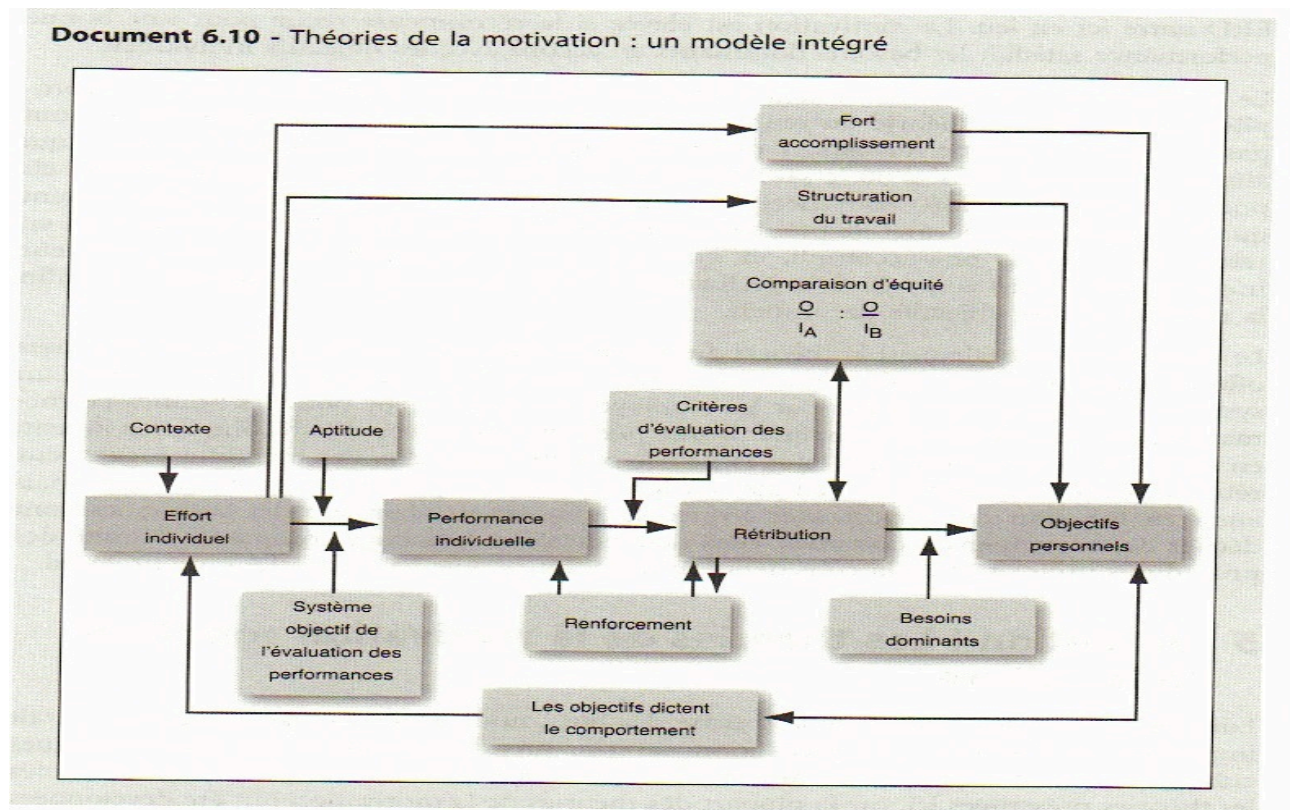 Document 6.10 - Théories de la motivation : un modèle intégré
Fort
accomplissement
Structuration
du travail
Comparaison d'équité
O : O
IA IB
Critères
d'évaluation des
performances
Contexte
Aptitude
Effort
individuel
Performance
individuelle
Rétribution
Objectifs
personnels
Système
objectif de
l'évaluation des
performances
Renforcement
Besoins
dominants
Les objectifs dictent
le comportement